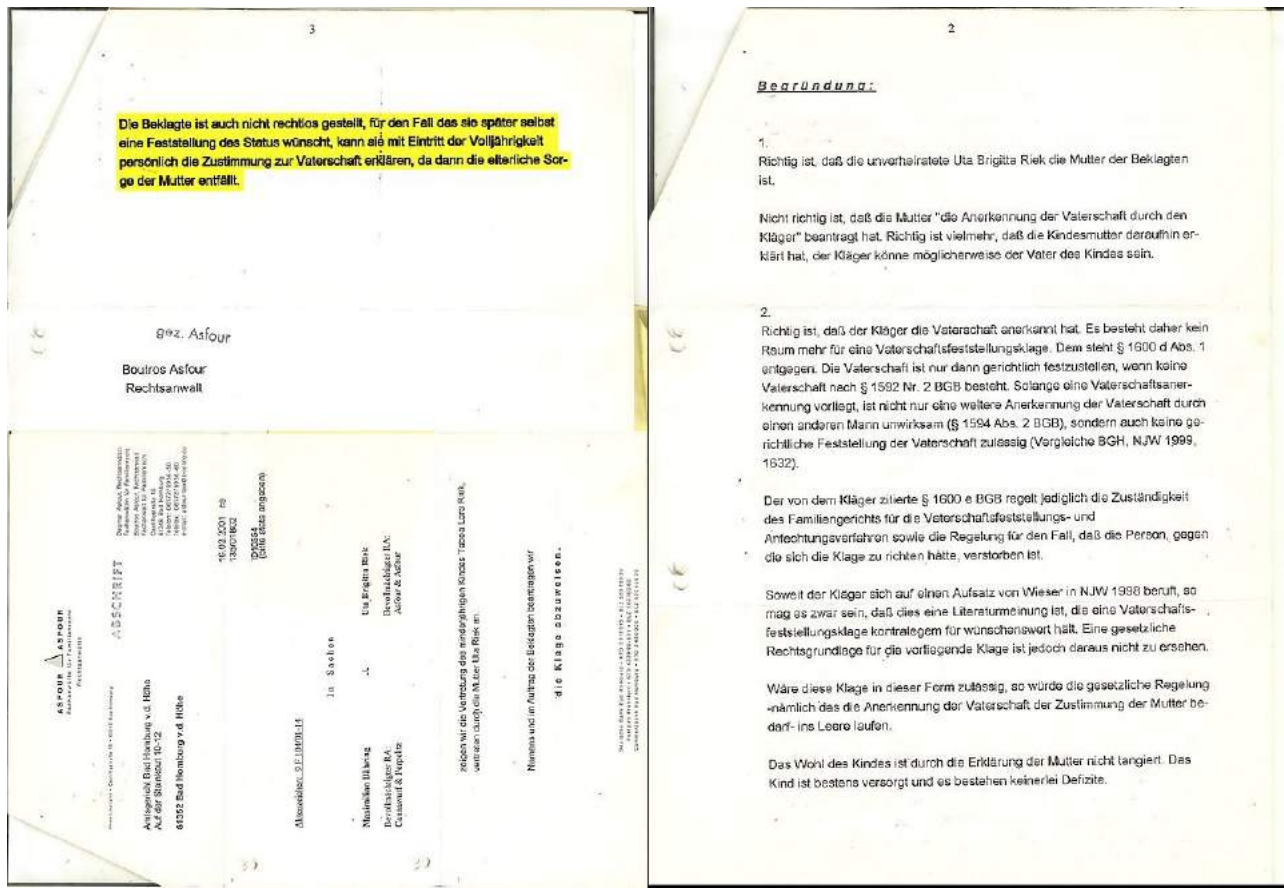 3
Die Beklagte ist auch nicht rechtlos gestellt, für den Fall das sie später selbst
eine Feststellung des Status wünscht, kann sie mit Eintritt der Volljährigkeit
persönlich die Zustimmung zur Vaterschaft erklären, da dann die elterliche Sor-
ge der Mutter entfällt.
gez. Asfour
Boutros Asfour
Rechtsanwalt
ASFOUR ASFOUR
Rechtsanwälte
ABSCHRIFT
Amtsgericht Bad Homburg v.d. Höhe
Auf der Steinkaut 10-12
61352 Bad Homburg v.d. Höhe
16.02.2001
(bitte stets angeben)
In Sachen
Uta Brigitta Riek
Bevollmächtigter RA:
Bevollmächtigte RA:
Asfour & Asfour
zeigen wir die Vertretung des minderjährigen Kindes Tabea Lara Riek,
vertreten durch die Mutter Uta Riek an.
Namens und im Auftrag der Beklagten beantragen wir
die Klage abzuweisen.
2
Begründung:
1.
Richtig ist, daß die unverheiratete Uta Brigitta Riek die Mutter der Beklagten
ist.
Nicht richtig ist, daß die Mutter "die Anerkennung der Vaterschaft durch den
Kläger" beantragt hat. Richtig ist vielmehr, daß die Kindesmutter daraufhin er-
klärt hat, der Kläger könne möglicherweise der Vater des Kindes sein.
2.
Richtig ist, daß der Kläger die Vaterschaft anerkannt hat. Es besteht daher kein
Raum mehr für eine Vaterschaftsfeststellungsklage. Dem steht § 1600 d Abs. 1
entgegen. Die Vaterschaft ist nur dann gerichtlich festzustellen, wenn keine
Vaterschaft nach § 1592 Nr. 2 BGB besteht. Solange eine Vaterschaftsaner-
kennung vorliegt, ist nicht nur eine weitere Anerkennung der Vaterschaft durch
einen anderen Mann unwirksam (§ 1594 Abs. 2 BGB), sondern auch keine ge-
richtliche Feststellung der Vaterschaft zulässig (Vergleiche BGH, NJW 1999,
1632).
Der von dem Kläger zitierte § 1600 e BGB regelt lediglich die Zuständigkeit
des Familiengerichts für die Vaterschaftsfeststellungs- und
Anfechtungsverfahren sowie die Regelung für den Fall, daß die Person, gegen
die sich die Klage zu richten hätte, verstorben ist.
Soweit der Kläger sich auf einen Aufsatz von Wieser in NJW 1998 beruft, so
mag es zwar sein, daß dies eine Literaturmeinung ist, die eine Vaterschafts-
feststellungsklage kontralegem für wünschenswert hält. Eine gesetzliche
Rechtsgrundlage für die vorliegende Klage ist jedoch daraus nicht zu ersehen.
Wäre diese Klage in dieser Form zulässig, so würde die gesetzliche Regelung
-nämlich das die Anerkennung der Vaterschaft der Zustimmung der Mutter be-
darf- ins Leere laufen.
Das Wohl des Kindes ist durch die Erklärung der Mutter nicht tangiert. Das
Kind ist bestens versorgt und es bestehen keinerlei Defizite.